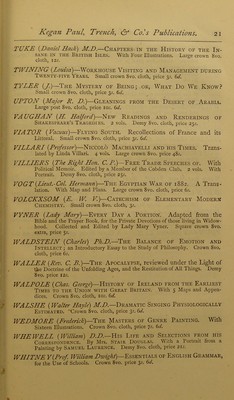 Kegan Paul, Trench, & Co.'s Publications. 21
TUKE (Daniel Hack) M.D.—CHAPTERS IN THE HISTORY OF THE IN-
SANE IN THE BRITISH ISLES. With Four Illustrations. Large crown 8vo.
cloth, 12s.
TWINING (Louisa)—WORKHOUSE VISITING AND MANAGEMENT DURING
TWENTY-FIVE YEARS. Small crown 8vo. cloth, price 3s. 6d.
TYLER (J.)—THE MYSTERY OF BEING; OR, WHAT DO WE KNOW?
Small crown 8vo. cloth, price 3s. 6d.
UPTON (Major R. D.)—GLEANINGS FROM THE DESERT OF ARABIA.
Large post 8vo. cloth, price 10s. 6d.
VAUGHAN (H. Halford)—NEW READINGS AND RENDERINGS OF
SHAKESPEARE'S TRAGEDIES. 2 vols. Demy 8vo. cloth, price 25s.
VIATOR (Vacuus)—FLYING SOUTH. Recollections of France and its
Littoral. Small crown 8vo. cloth, price 3s. 6d.
VILLARI (Professor)—NICCOLÒ MACHIAVELLI AND HIS TIMES. Trans-
lated by Linda Villari. 4 vols. Large crown 8vo. price 48s.
VILLIERS (The Right Hon. C. P.)—FREE TRADE SPEECHES OF. With
Political Memoir. Edited by a Member of the Cobden Club. 2 vols. With
Portrait. Demy 8vo. cloth, price 25s.
VOGT (Lieut.-Col. Hermann)—THE EGYPTIAN WAR OF 1882. A Trans-
lation. With Map and Plans. Large crown 8vo. cloth, price 6s.
VOLCKXSOM (E. W. V.)—CATECHISM OF ELEMENTARY MODERN
CHEMISTRY. Small crown 8vo. cloth, price 3s.
VYNER (Lady Mary)—EVERY DAY A PORTION. Adapted from the
Bible and the Prayer Book, for the Private Devotions of those living in Widow-
hood. Collected and Edited by Lady Mary Vyner. Square crown 8vo.
extra, price 5s.
WALDSTEIN (Charles) Ph.D.—THE BALANCE OF EMOTION AND
INTELLECT; an Introductory Essay to the Study of Philosophy. Crown 8vo.
cloth, price 6s.
WALLER (Rev. C. B.)—THE APOCALYPSE, reviewed under the Light of
the Doctrine of the Unfolding Ages, and the Restitution of All Things. Demy
8vo. price 12s.
WALPOLE (Chas. George)—HISTORY OF IRELAND FROM THE EARLIEST
TIMES TO THE UNION WITH GREAT BRITAIN. With 5 Maps and Appen-
dices. Crown 8vo. cloth, 10s. 6d.
WALSHE (Walter Hayle) M.D.—DRAMATIC SINGING PHYSIOLOGICALLY
ESTIMATED. Crown 8vo. cloth, price 3s. 6d.
WEDMORE (Frederick)—THE MASTERS OF GENRE PAINTING. With
Sixteen Illustrations. Crown 8vo. cloth, price 7s. 6d.
WHEWELL (William) D.D.—HIS LIFE AND SELECTIONS FROM HIS
CORRESPONDENCE. By Mrs. STAIR DOUGLAS. With a Portrait from a
Painting by SAMUEL LAURENCE. Demy 8vo. cloth, price 21s.
WHITNEY (Prof. William Dwight)—ESSENTIALS OF ENGLISH GRAMMAR,
for the Use of Schools. Crown 8vo. price 3s. 6d.